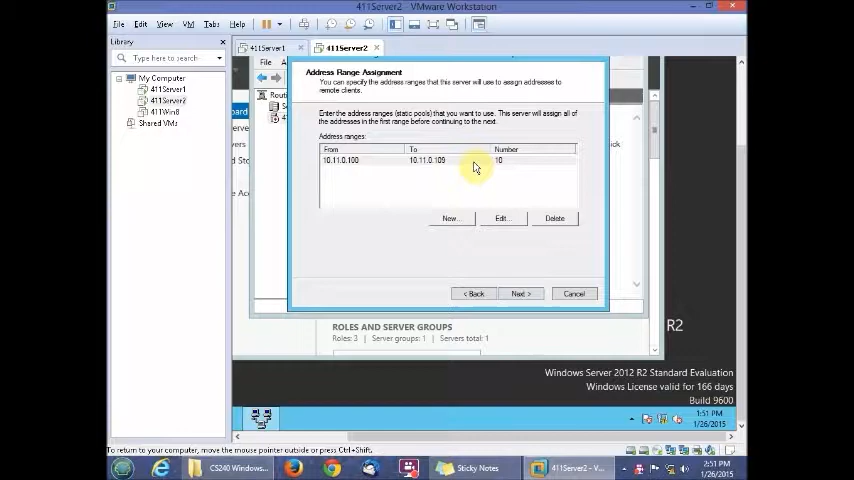 411Server2 - VMware Workstation
File Edit View VM Tabs Help
Library
Type here to search
My Computer
411Server1
411Server2
411Win8
Shared VMs
411Server1
411Server2
File
Address Range Assignment
You can specify the address ranges that this server will use to assign addresses to
remote clients.
Enter the address ranges (static pools) that you want to use. This server will assign all of
the addresses in the first range before continuing to the next.
Address ranges:
From To Number
10.11.0.100 10.11.0.109 10
New... Edit... Delete
< Back Next > Cancel
ROLES AND SERVER GROUPS
Roles: 3 | Server groups: 1 | Servers total: 1
R2
Windows Server 2012 R2 Standard Evaluation
Windows License valid for 166 days
Build 9600
1:51 PM
1/26/2015
To return to your computer, move the mouse pointer outside or press Ctrl+Shift.
CS240 Windows...
Sticky Notes
411Server2 - V...
2:51 PM
1/26/2015